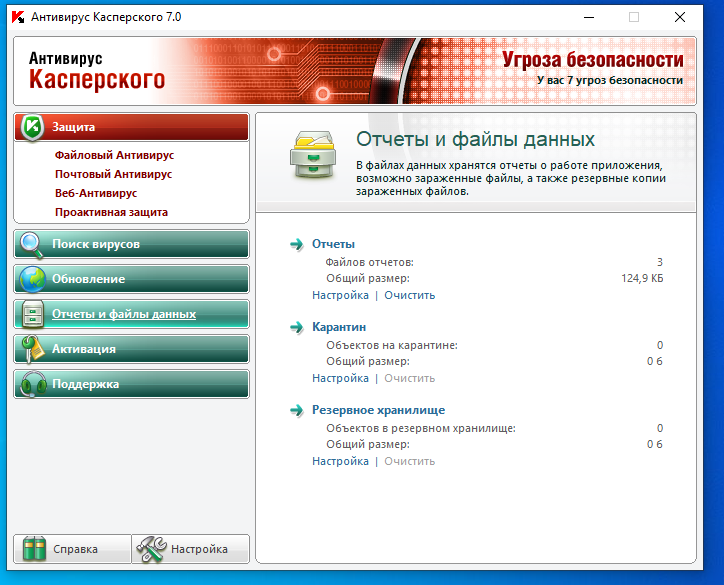 Антивирус Касперского 7.0
Антивирус
Касперского
Угроза безопасности
У вас 7 угроз безопасности
Защита
Файловый Антивирус
Почтовый Антивирус
Веб-Антивирус
Проактивная защита
Поиск вирусов
Обновление
Отчеты и файлы данных
Активация
Поддержка
Справка
Настройка
Отчеты и файлы данных
В файлах данных хранятся отчеты о работе приложения,
возможно зараженные файлы, а также резервные копии
зараженных файлов.
Отчеты
Файлов отчетов: 3
Общий размер: 124,9 КБ
Настройка | Очистить
Карантин
Объектов на карантине: 0
Общий размер: 0 б
Настройка | Очистить
Резервное хранилище
Объектов в резервном хранилище: 0
Общий размер: 0 б
Настройка | Очистить